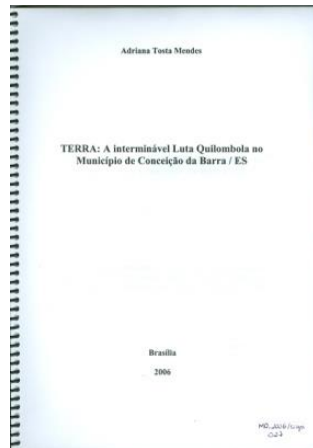 Adriana Tosta Mendes
TERRA: A interminável Luta Quilombola no
Município de Conceição da Barra / ES
Brasília
2006